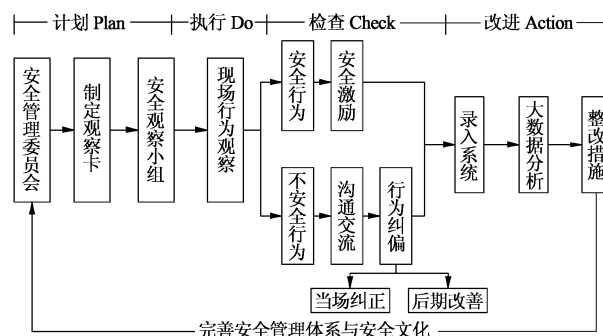 计划 Plan
执行 Do
检查 Check
改进 Action
安全管理委员会
制定观察卡
安全观察小组
现场行为观察
安全行为
安全激励
不安全行为
沟通交流
行为纠偏
当场纠正
后期改善
录入系统
大数据分析
整改措施
完善安全管理体系与安全文化